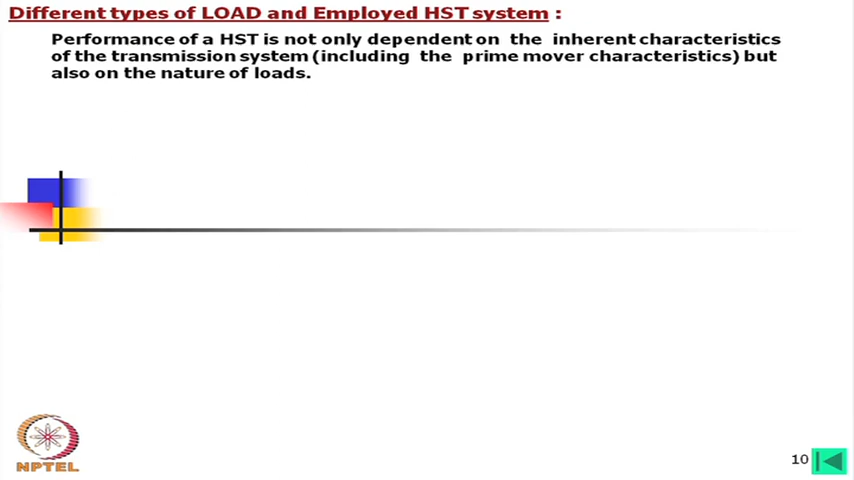 Different types of LOAD and Employed HST system :
Performance of a HST is not only dependent on the inherent characteristics
of the transmission system (including the prime mover characteristics) but
also on the nature of loads.
NPTEL
10